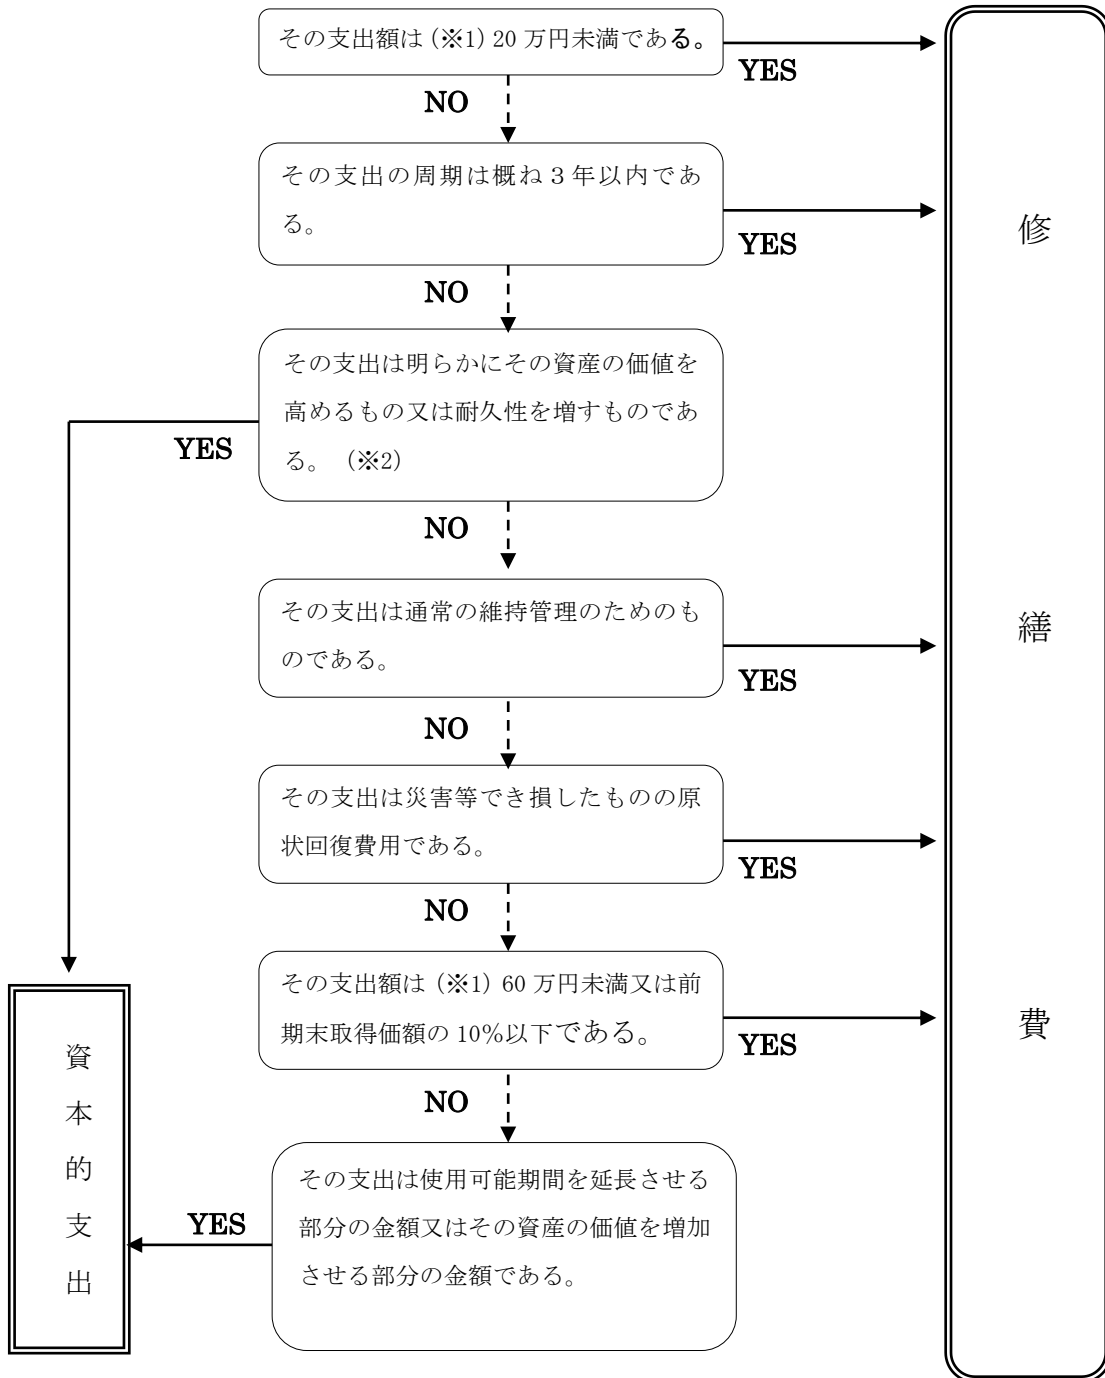 その支出額は（※1）20 万円未満である。
YES
NO
その支出の周期は概ね３年以内であ
る。
YES
NO
その支出は明らかにその資産の価値を
高めるもの又は耐久性を増すものであ
る。（※2）
YES
NO
その支出は通常の維持管理のためのも
のである。
YES
NO
その支出は災害等でき損したものの原
状回復費用である。
YES
NO
その支出額は（※1）60 万円未満又は前
期末取得価額の 10％以下である。
YES
NO
その支出は使用可能期間を延長させる
部分の金額又はその資産の価値を増加
させる部分の金額である。
YES
資本的支出
修繕費